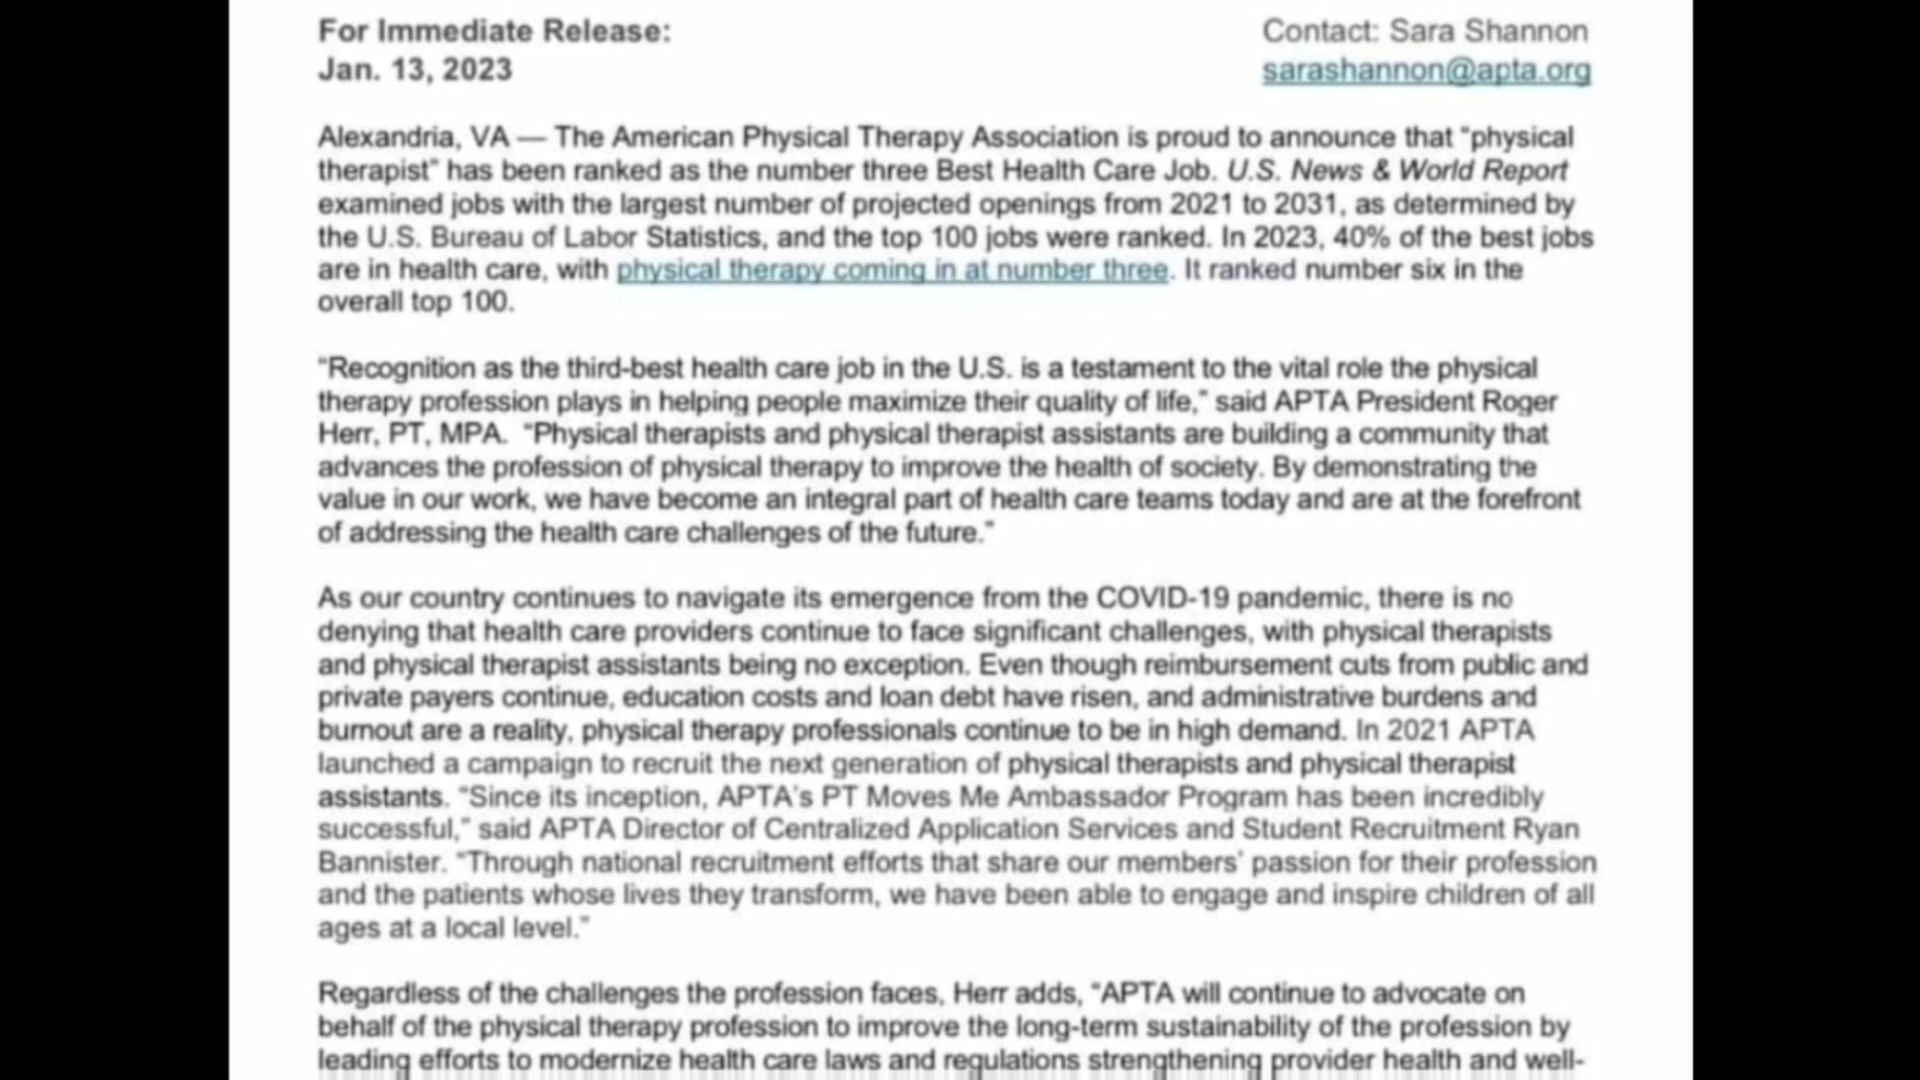 For Immediate Release:
Jan. 13, 2023
Contact: Sara Shannon
sarashannon@apta.org
Alexandria, VA — The American Physical Therapy Association is proud to announce that “physical
therapist” has been ranked as the number three Best Health Care Job. U.S. News & World Report
examined jobs with the largest number of projected openings from 2021 to 2031, as determined by
the U.S. Bureau of Labor Statistics, and the top 100 jobs were ranked. In 2023, 40% of the best jobs
are in health care, with physical therapy coming in at number three. It ranked number six in the
overall top 100.
“Recognition as the third-best health care job in the U.S. is a testament to the vital role the physical
therapy profession plays in helping people maximize their quality of life,” said APTA President Roger
Herr, PT, MPA.  “Physical therapists and physical therapist assistants are building a community that
advances the profession of physical therapy to improve the health of society. By demonstrating the
value in our work, we have become an integral part of health care teams today and are at the forefront
of addressing the health care challenges of the future.”
As our country continues to navigate its emergence from the COVID-19 pandemic, there is no
denying that health care providers continue to face significant challenges, with physical therapists
and physical therapist assistants being no exception. Even though reimbursement cuts from public and
private payers continue, education costs and loan debt have risen, and administrative burdens and
burnout are a reality, physical therapy professionals continue to be in high demand. In 2021 APTA
launched a campaign to recruit the next generation of physical therapists and physical therapist
assistants. “Since its inception, APTA’s PT Moves Me Ambassador Program has been incredibly
successful,” said APTA Director of Centralized Application Services and Student Recruitment Ryan
Bannister. “Through national recruitment efforts that share our members’ passion for their profession
and the patients whose lives they transform, we have been able to engage and inspire children of all
ages at a local level.”
Regardless of the challenges the profession faces, Herr adds, “APTA will continue to advocate on
behalf of the physical therapy profession to improve the long-term sustainability of the profession by
leading efforts to modernize health care laws and regulations strengthening provider health and well-